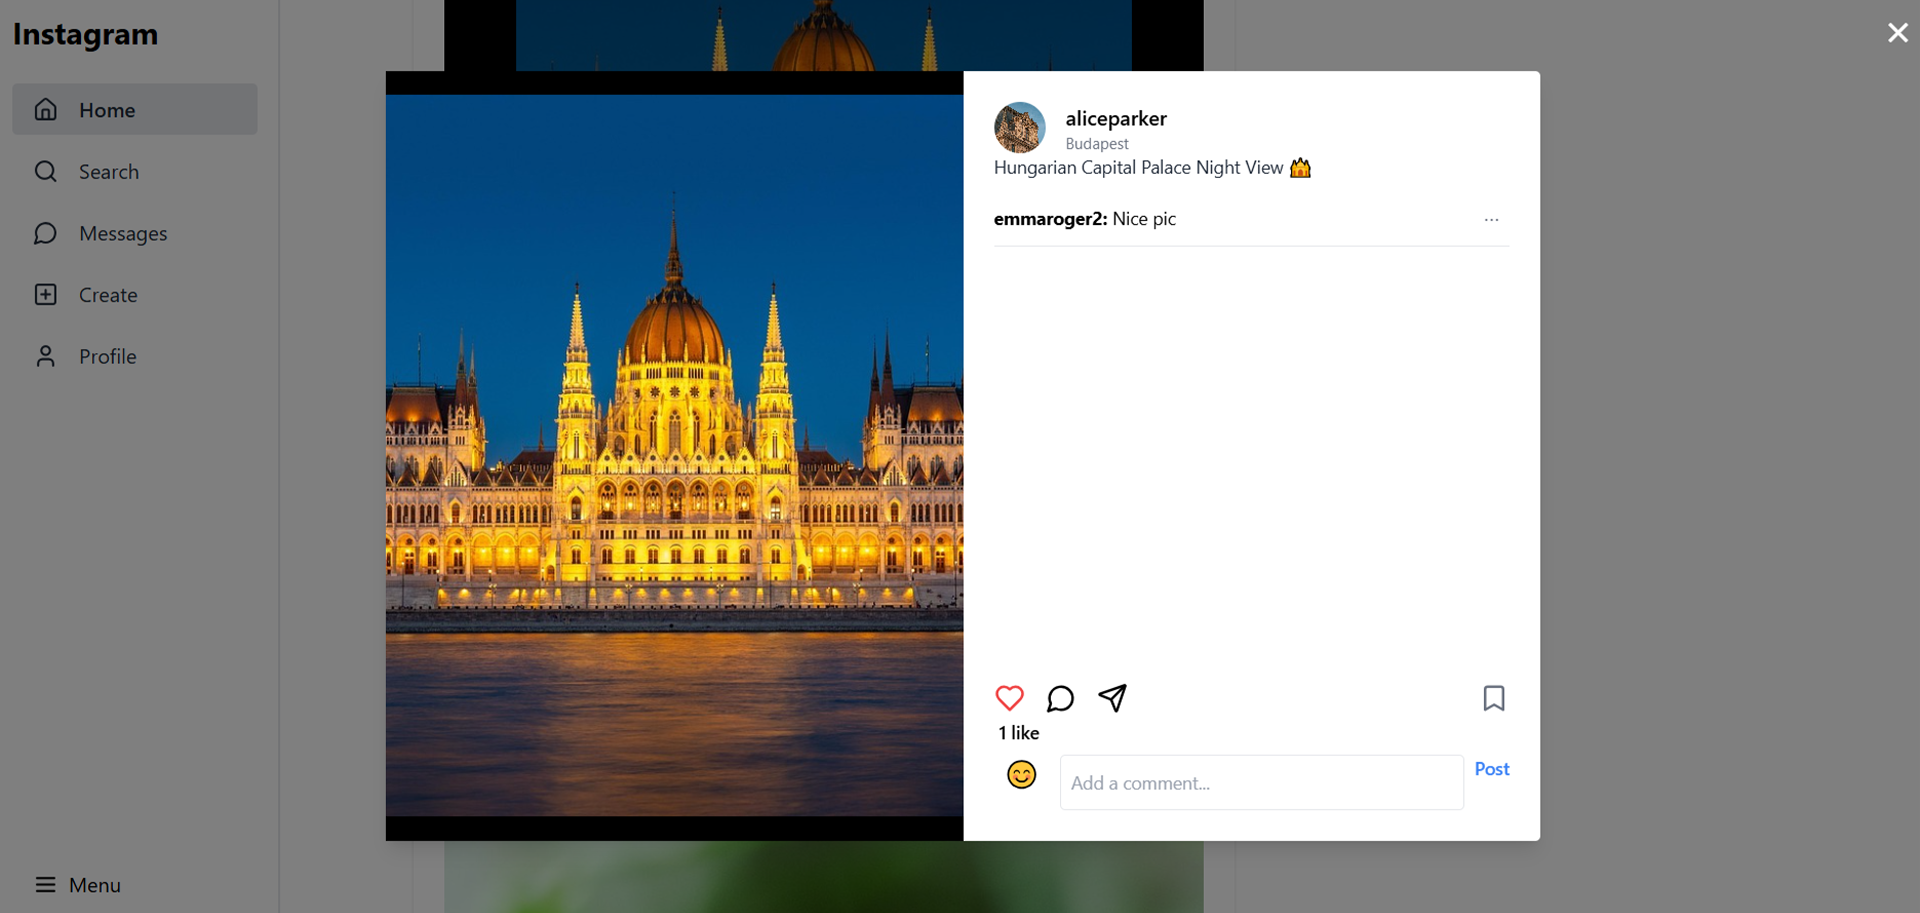 Instagram
Home
Search
Messages
Create
Profile
Menu
aliceparker
Budapest
Hungarian Capital Palace Night View 🕌
emmaroger2: Nice pic
...
1 like
😊
Add a comment...
Post